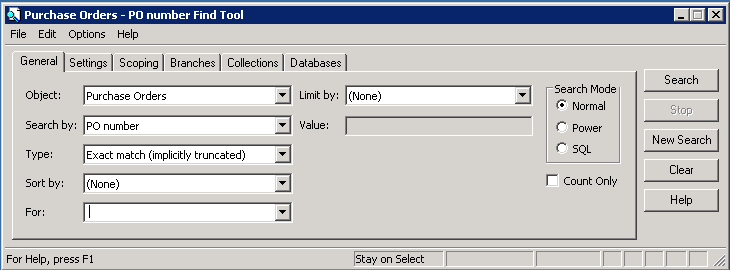 Purchase Orders - PO number Find Tool
File Edit Options Help
General Settings Scoping Branches Collections Databases
Object: Purchase Orders Limit by: (None) Search Mode Search
Search by: PO number Value: Normal Stop
Type: Exact match (implicitly truncated) Power New Search
Sort by: (None) SQL Clear
For: Count Only Help
For Help, press F1 Stay on Select